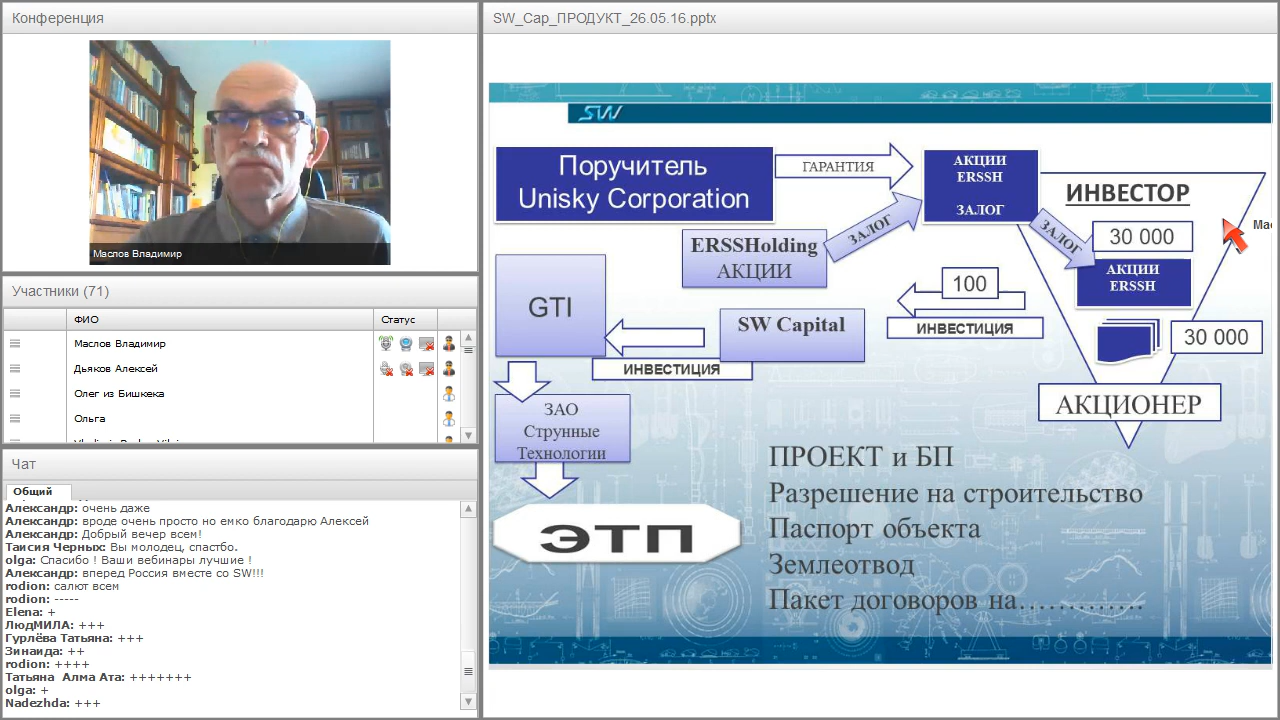 Конференция
Маслов Владимир
Участники (71)
ФИО
Статус
Маслов Владимир
Дьяков Алексей
Олег из Бишкека
Ольга
Чат
Общий
Александр: очень даже
Александр: вроде очень просто но емко благодарю Алексей
Александр: Добрый вечер всем!
Таисия Черных: Вы молодец, спастбо.
olga: Спасибо ! Ваши вебинары лучшие !
Александр: вперед Россия вместе со SW!!!
rodion: салют всем
rodion: -----
Elena: +
ЛюдМИЛА: +++
Гурлёва Татьяна: +++
Зинаида: ++
rodion: ++++
Татьяна Алма Ата: +++++++
olga: +
Nadezhda: +++
SW_Cap_ПРОДУКТ_26.05.16.pptx
SW
Поручитель
Unisky Corporation
ГАРАНТИЯ
АКЦИИ
ERSSH
ЗАЛОГ
ИНВЕСТОР
ERSSHolding
АКЦИИ
ЗАЛОГ
ЗАЛОГ
30 000
АКЦИИ
ERSSH
GTI
100
ИНВЕСТИЦИЯ
SW Capital
30 000
ИНВЕСТИЦИЯ
АКЦИОНЕР
ЗАО
Струнные
Технологии
ЭТП
ПРОЕКТ и БП
Разрешение на строительство
Паспорт объекта
Землеотвод
Пакет договоров на………….